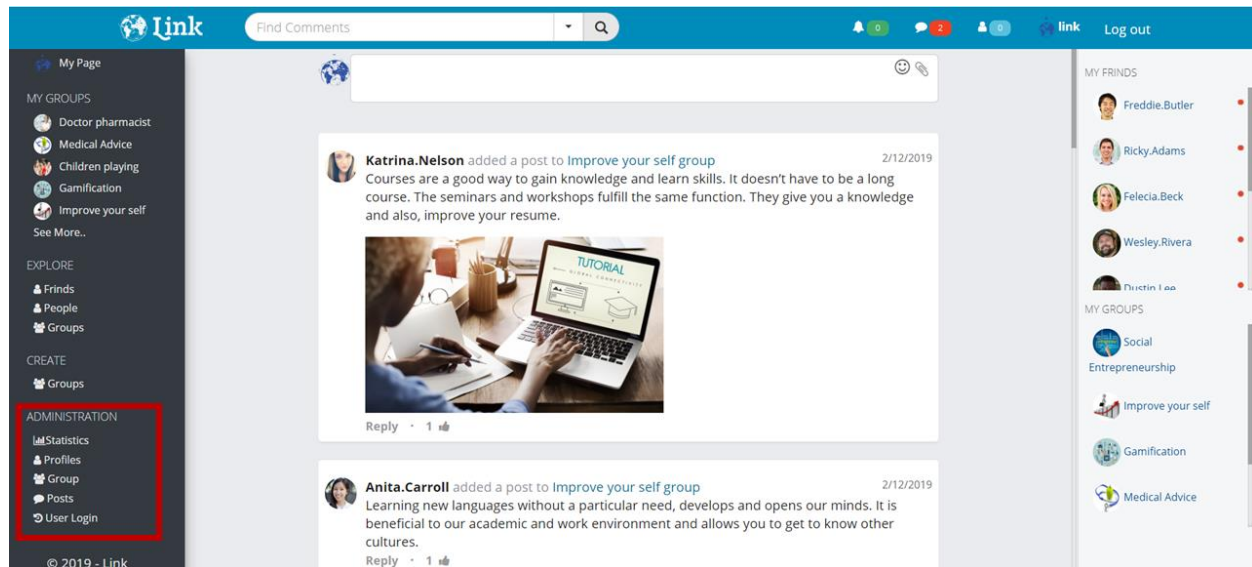 Link
Find Comments
0
2
0
link
Log out
My Page
MY GROUPS
Doctor pharmacist
Medical Advice
Children playing
Gamification
Improve your self
See More..
EXPLORE
Frinds
People
Groups
CREATE
Groups
ADMINISTRATION
Statistics
Profiles
Group
Posts
User Login
© 2019 - Link
Katrina.Nelson added a post to Improve your self group
2/12/2019
Courses are a good way to gain knowledge and learn skills. It doesn't have to be a long
course. The seminars and workshops fulfill the same function. They give you a knowledge
and also, improve your resume.
TUTORIAL
GLOBAL CONNECTIVITY
Reply · 1
Anita.Carroll added a post to Improve your self group
2/12/2019
Learning new languages without a particular need, develops and opens our minds. It is
beneficial to our academic and work environment and allows you to get to know other
cultures.
Reply · 1
MY FRINDS
Freddie.Butler
Ricky.Adams
Felecia.Beck
Wesley.Rivera
Dustin.Lee
MY GROUPS
Social
Entrepreneurship
Improve your self
Gamification
Medical Advice